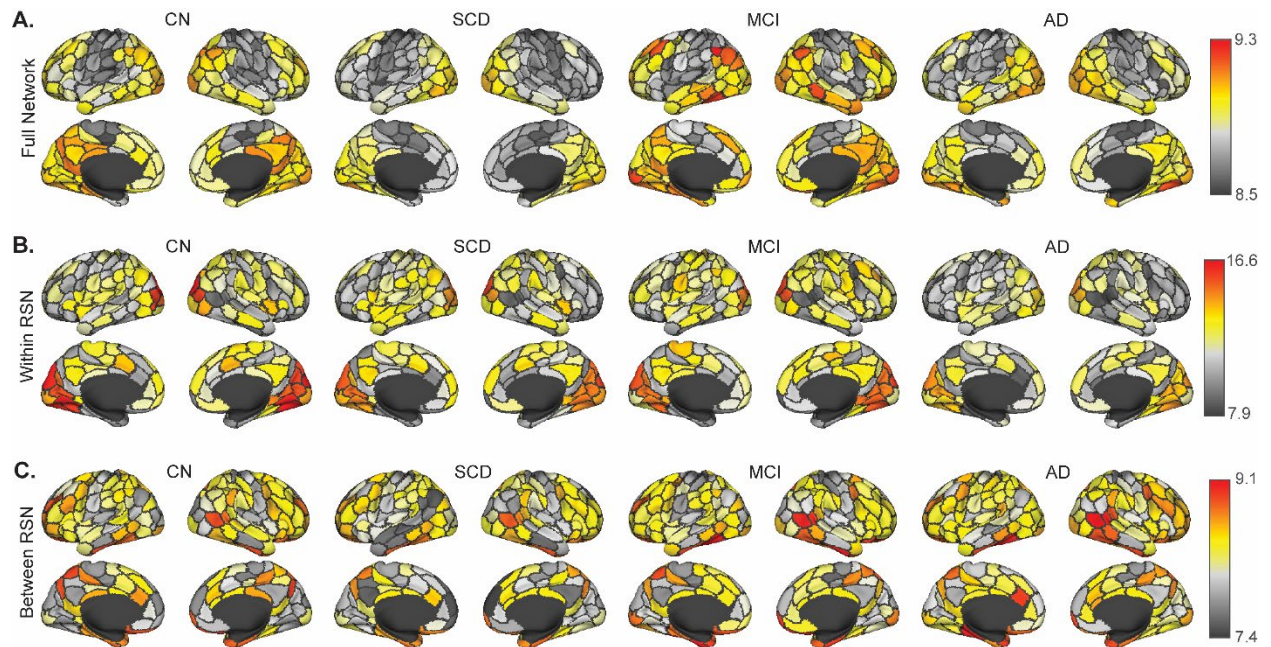 A.
CN
SCD
MCI
AD
Full Network
9.3
8.5
B.
CN
SCD
MCI
AD
Within RSN
16.6
7.9
C.
CN
SCD
MCI
AD
Between RSN
9.1
7.4